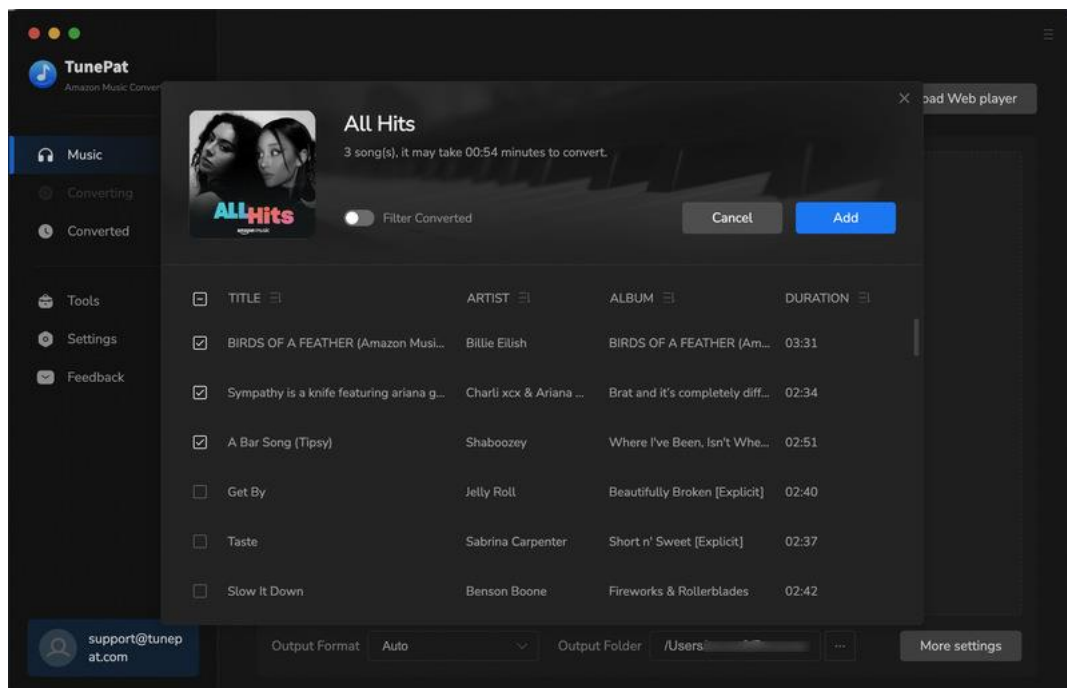 TunePat
Amazon Music Conver
oad Web player
All Hits
3 song(s), it may take 00:54 minutes to convert.
ALL Hits
amazon music
Filter Converted
Cancel
Add
Music
Converting
Converted
Tools
Settings
Feedback
TITLE ARTIST ALBUM DURATION
BIRDS OF A FEATHER (Amazon Musi... Billie Eilish BIRDS OF A FEATHER (Am... 03:31
Sympathy is a knife featuring ariana g... Charli xcx & Ariana ... Brat and it's completely diff... 02:34
A Bar Song (Tipsy) Shaboozey Where I've Been, Isn't Whe... 02:51
Get By Jelly Roll Beautifully Broken [Explicit] 02:40
Taste Sabrina Carpenter Short n' Sweet [Explicit] 02:37
Slow It Down Benson Boone Fireworks & Rollerblades 02:42
support@tunep
at.com
Output Format Auto Output Folder /Users ... More settings